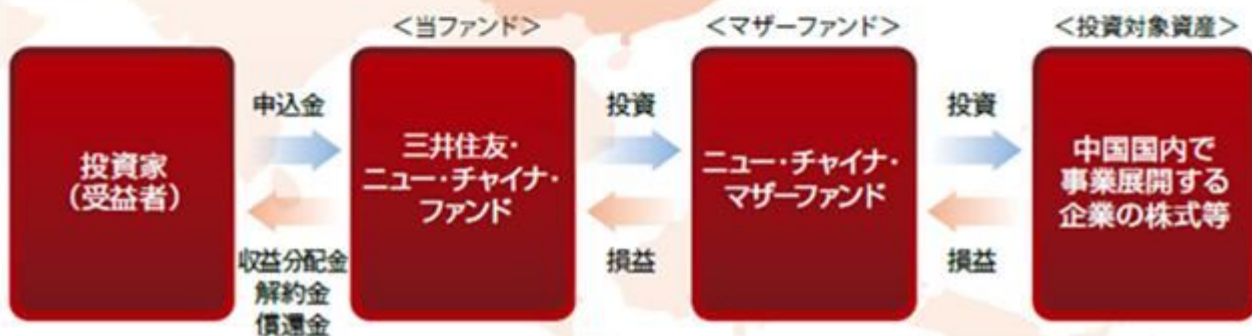 <当ファンド>
<マザーファンド>
<投資対象資産>
投資家
(受益者)
申込金
収益分配金
解約金
償還金
三井住友・
ニュー・チャイナ・
ファンド
投資
損益
ニュー・チャイナ・
マザーファンド
投資
損益
中国国内で
事業展開する
企業の株式等